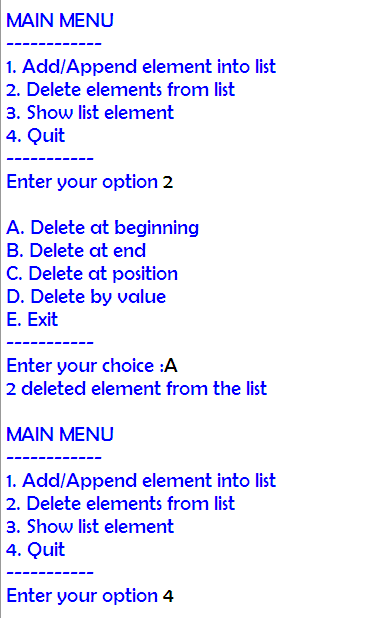 MAIN MENU
------------
1. Add/Append element into list
2. Delete elements from list
3. Show list element
4. Quit
-----------
Enter your option 2
A. Delete at beginning
B. Delete at end
C. Delete at position
D. Delete by value
E. Exit
-----------
Enter your choice :A
2 deleted element from the list
MAIN MENU
------------
1. Add/Append element into list
2. Delete elements from list
3. Show list element
4. Quit
-----------
Enter your option 4